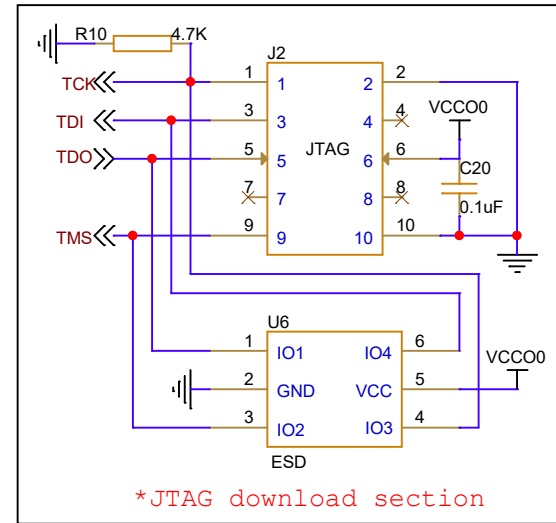 R10 4.7K
J2
TCK 1 1 2 2
VCCO0
TDI 3 3 4 4
JTAG
TDO 5 5 6 6
C20
7 7 8 8
0.1uF
TMS 9 9 10 10
U6
1 IO1 IO4 6
VCCO0
2 GND VCC 5
3 IO2 IO3 4
ESD
*JTAG download section